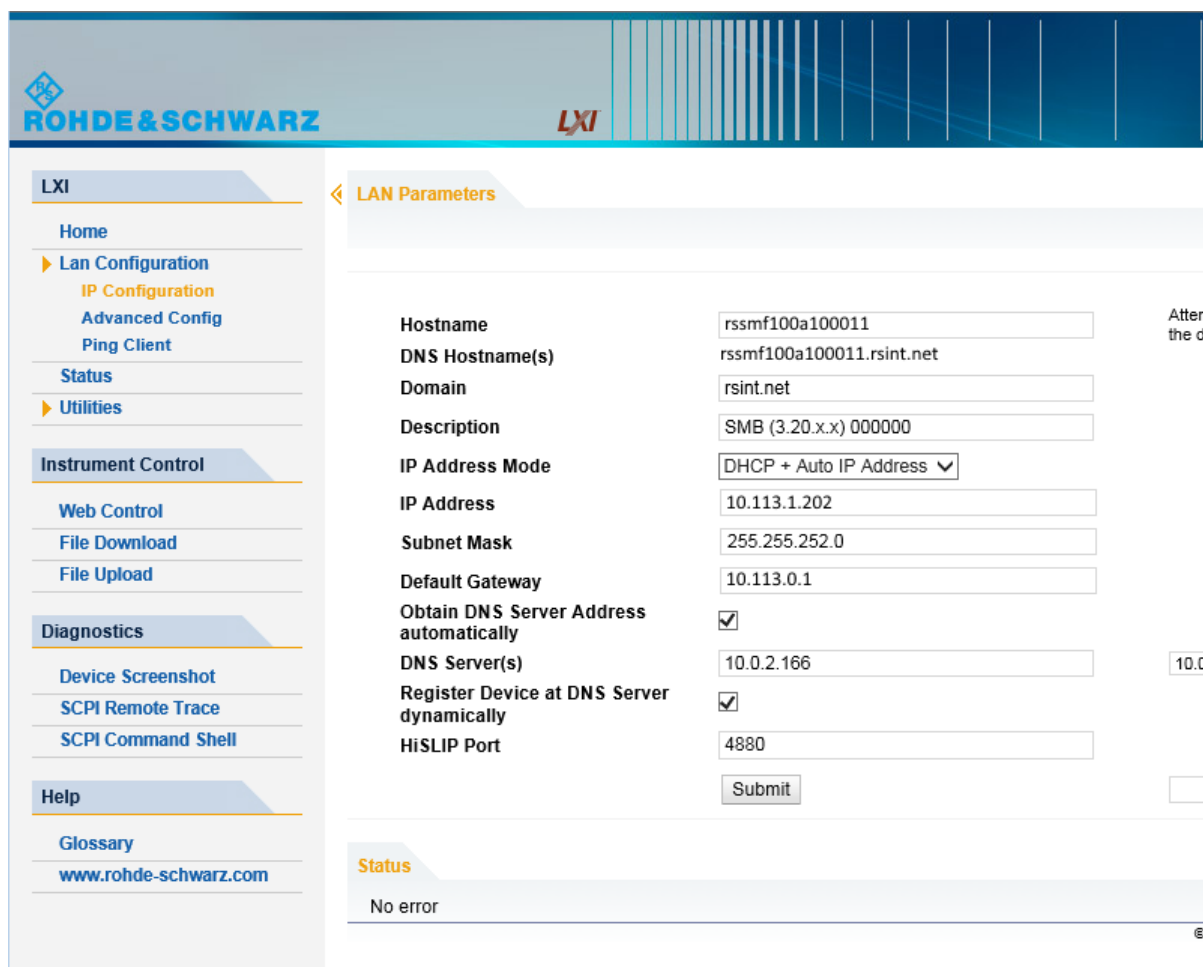 R&S
ROHDE&SCHWARZ
LXI
LXI
Home
Lan Configuration
IP Configuration
Advanced Config
Ping Client
Status
Utilities
Instrument Control
Web Control
File Download
File Upload
Diagnostics
Device Screenshot
SCPI Remote Trace
SCPI Command Shell
Help
Glossary
www.rohde-schwarz.com
LAN Parameters
Hostname rssmf100a100011
the
DNS Hostname(s) rssmf100a100011.rsint.net
Domain rsint.net
Description SMB (3.20.x.x) 000000
IP Address Mode DHCP + Auto IP Address
IP Address 10.113.1.202
Subnet Mask 255.255.252.0
Default Gateway 10.113.0.1
Obtain DNS Server Address
automatically
DNS Server(s) 10.0.2.166
Register Device at DNS Server
dynamically
HiSLIP Port 4880
Submit
Status
No error